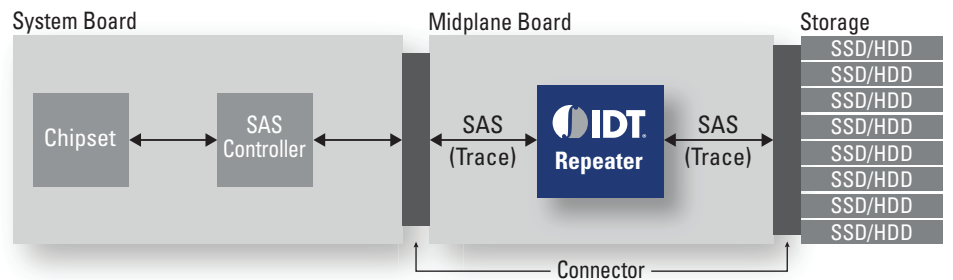 System Board
Midplane Board
Storage
Chipset
SAS
Controller
SAS
(Trace)
IDT.
Repeater
SAS
(Trace)
SSD/HDD
SSD/HDD
SSD/HDD
SSD/HDD
SSD/HDD
SSD/HDD
SSD/HDD
SSD/HDD
Connector